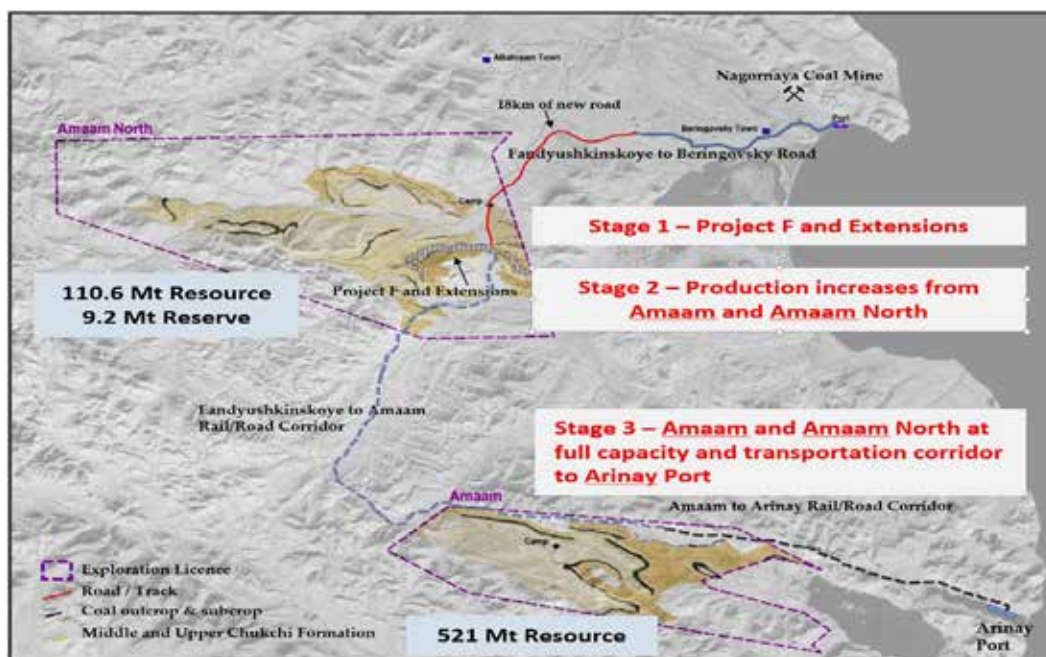 Alkatvaam Town
Nagornaya Coal Mine
18km of new road
Port
Beringovsky Town
Amaam North
Fandyushkinskoye to Beringovsky Road
Camp
Stage 1 – Project F and Extensions
Project F and Extensions
110.6 Mt Resource
9.2 Mt Reserve
Stage 2 – Production increases from
Amaam and Amaam North
Fandyushkinskoye to Amaam
Rail/Road Corridor
Stage 3 – Amaam and Amaam North at
full capacity and transportation corridor
to Arinay Port
Amaam
Amaam to Arinay Rail/Road Corridor
Camp
Exploration Licence
Road / Track
Coal outcrop & subcrop
Middle and Upper Chukchi Formation
521 Mt Resource
Arinay
Port